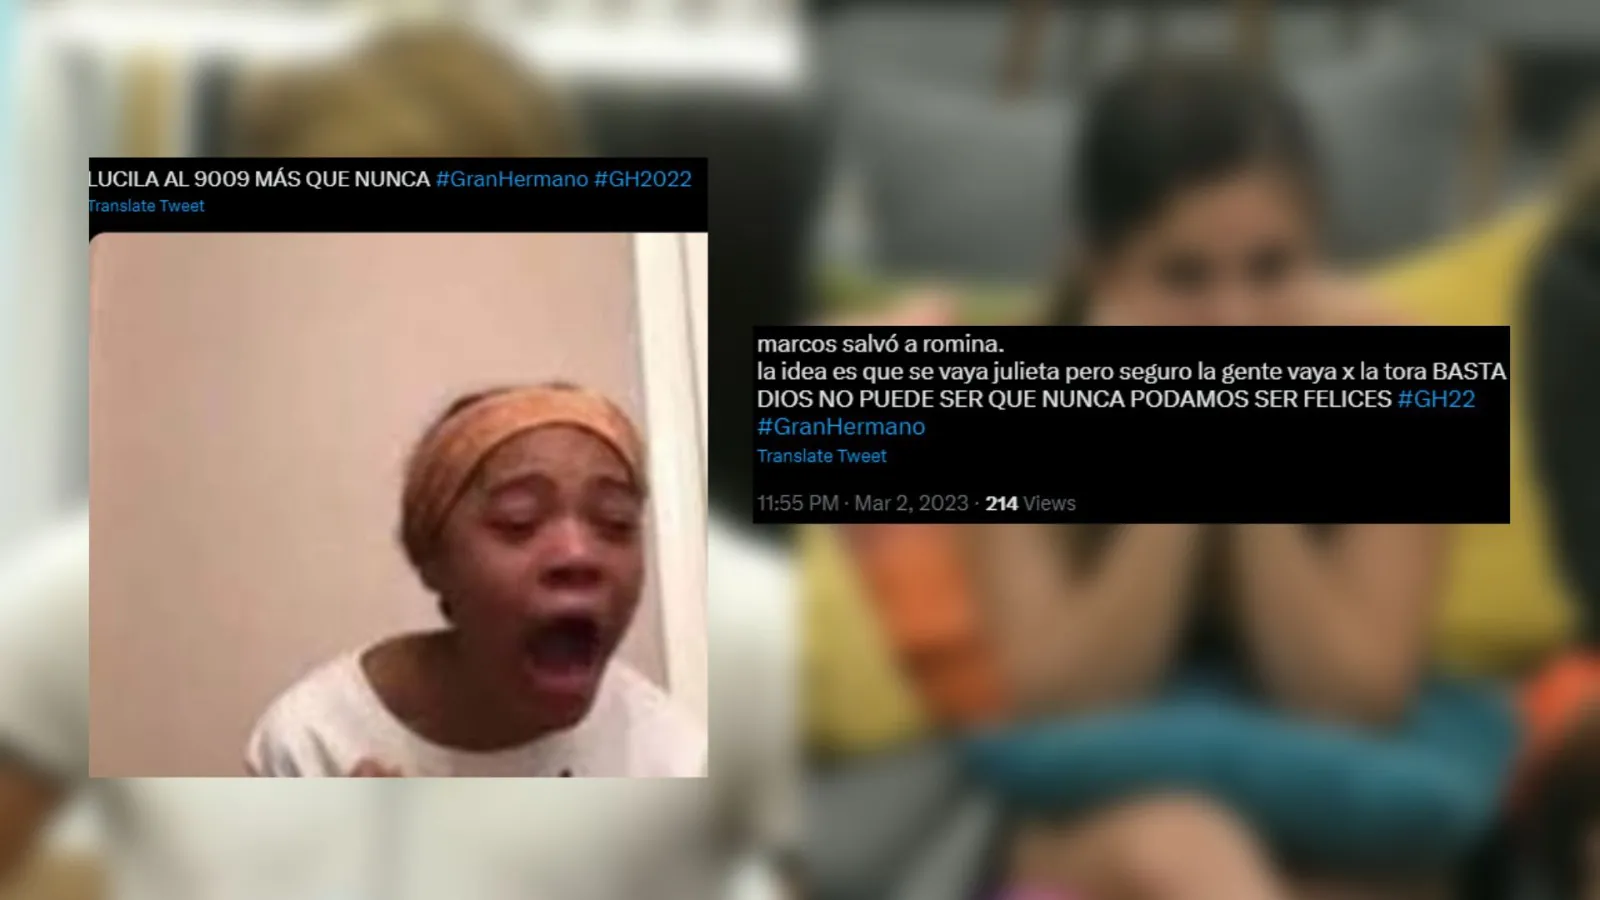 LUCILA AL 9009 MÁS QUE NUNCA #GranHermano #GH2022
Translate Tweet
marcos salvó a romina.
la idea es que se vaya julieta pero seguro la gente vaya x la tora BASTA
DIOS NO PUEDE SER QUE NUNCA PODAMOS SER FELICES #GH22
#GranHermano
Translate Tweet
11:55 PM · Mar 2, 2023 · 214 Views